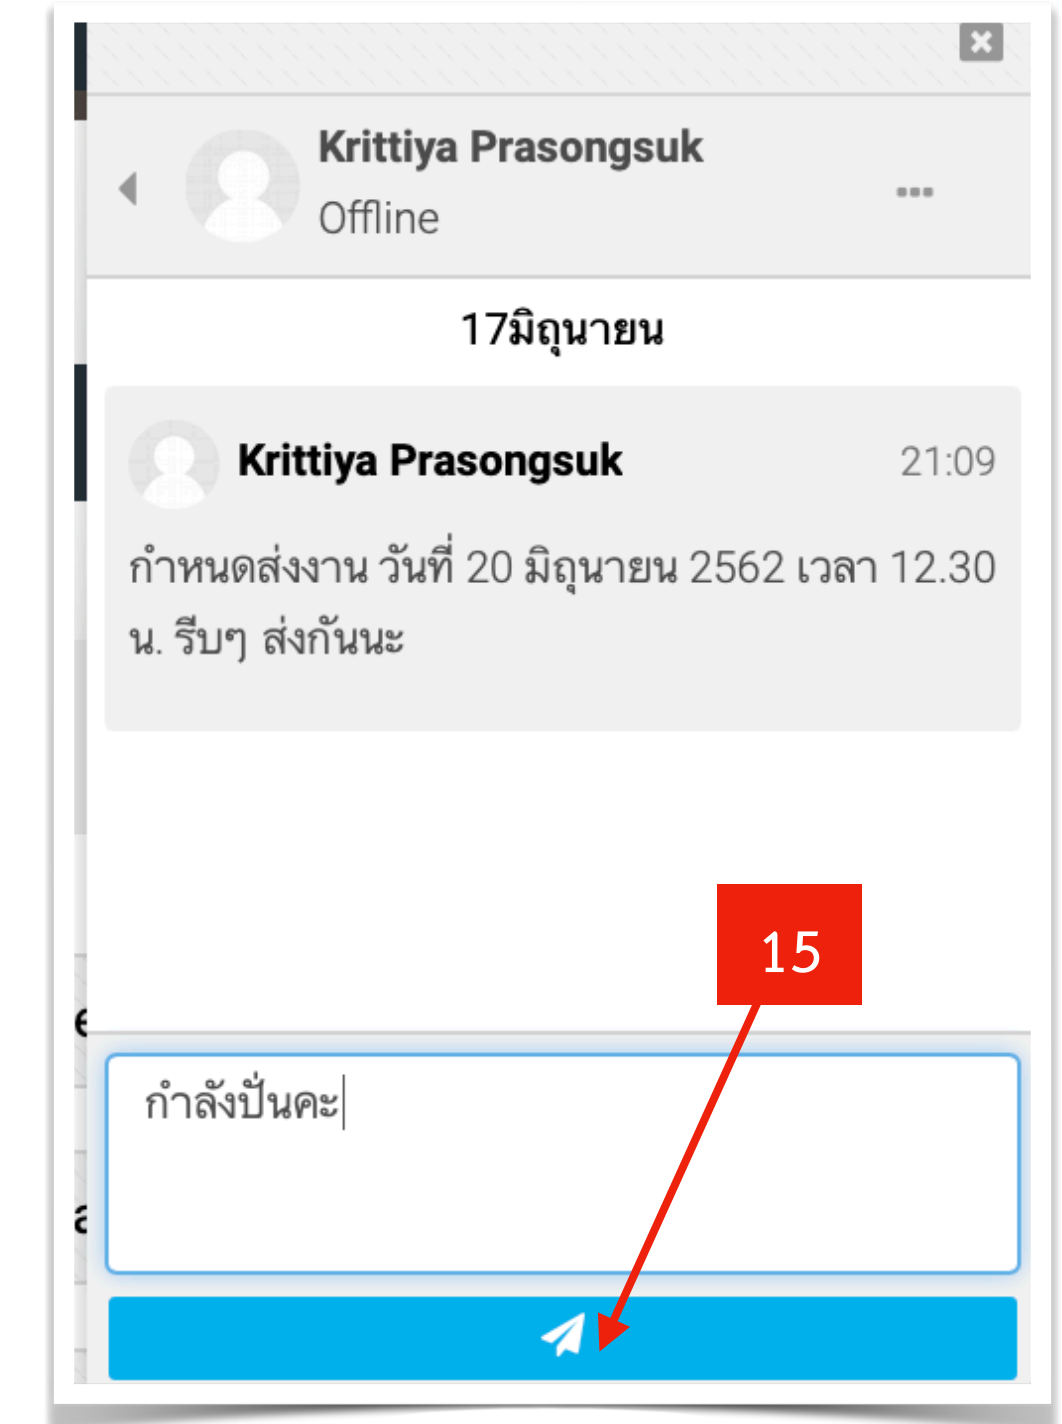 Krittiya Prasongsuk
Offline
17มิถุนายน
Krittiya Prasongsuk 21:09
กำหนดส่งงาน วันที่ 20 มิถุนายน 2562 เวลา 12.30
น. รีบๆ ส่งกันนะ
15
กำลังปั่นคะ